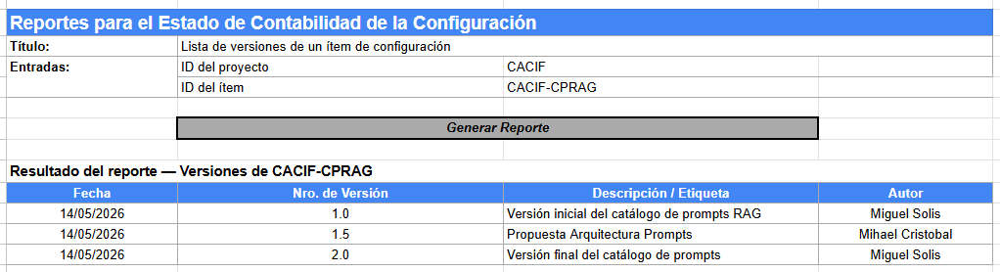 Reportes para el Estado de Contabilidad de la Configuración
Título: Lista de versiones de un ítem de configuración
Entradas: ID del proyecto CACIF
ID del ítem CACIF-CPRAG
Generar Reporte
Resultado del reporte — Versiones de CACIF-CPRAG
Fecha Nro. de Versión Descripción / Etiqueta Autor
14/05/2026 1.0 Versión inicial del catálogo de prompts RAG Miguel Solis
14/05/2026 1.5 Propuesta Arquitectura Prompts Mihael Cristobal
14/05/2026 2.0 Versión final del catálogo de prompts Miguel Solis